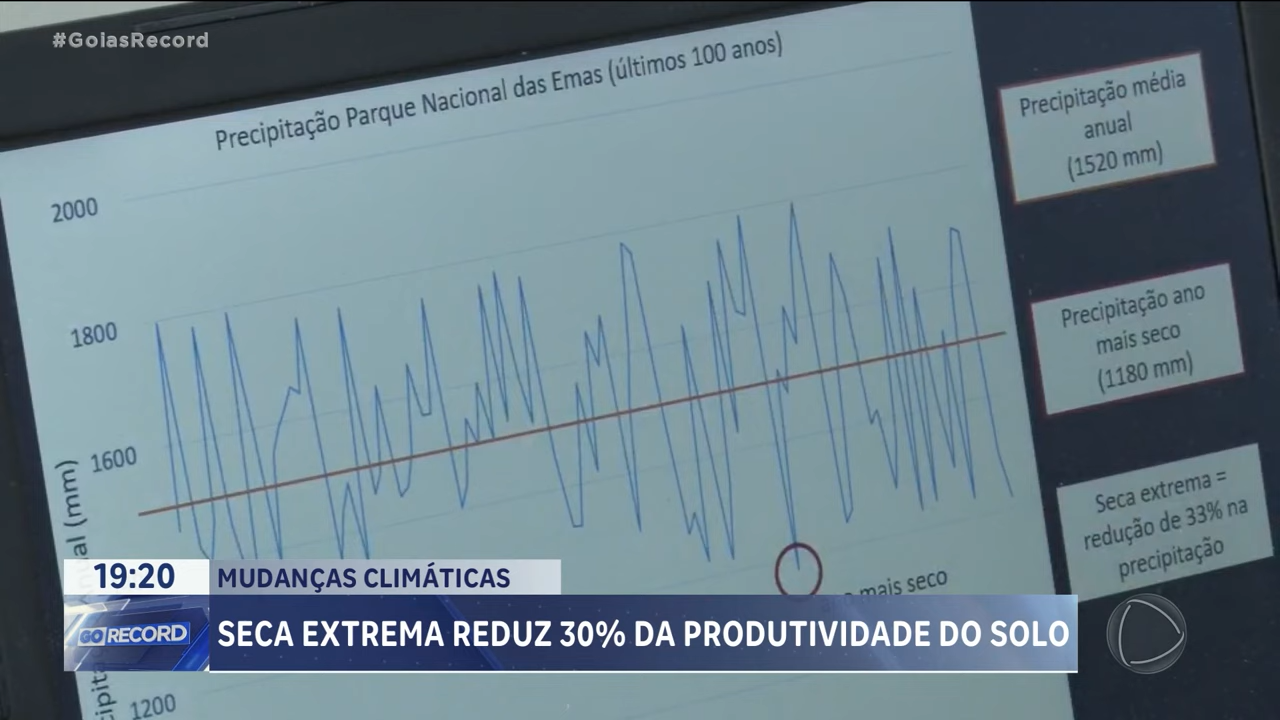 #GoiasRecord
Precipitação Parque Nacional das Emas (últimos 100 anos)
2000
1800
1600
1200
(mm)
Precipitação média
anual
(1520 mm)
Precipitação ano
mais seco
(1180 mm)
Seca extrema =
redução de 33% na
precipitação
mais seco
19:20
MUDANÇAS CLIMÁTICAS
GO RECORD
SECA EXTREMA REDUZ 30% DA PRODUTIVIDADE DO SOLO